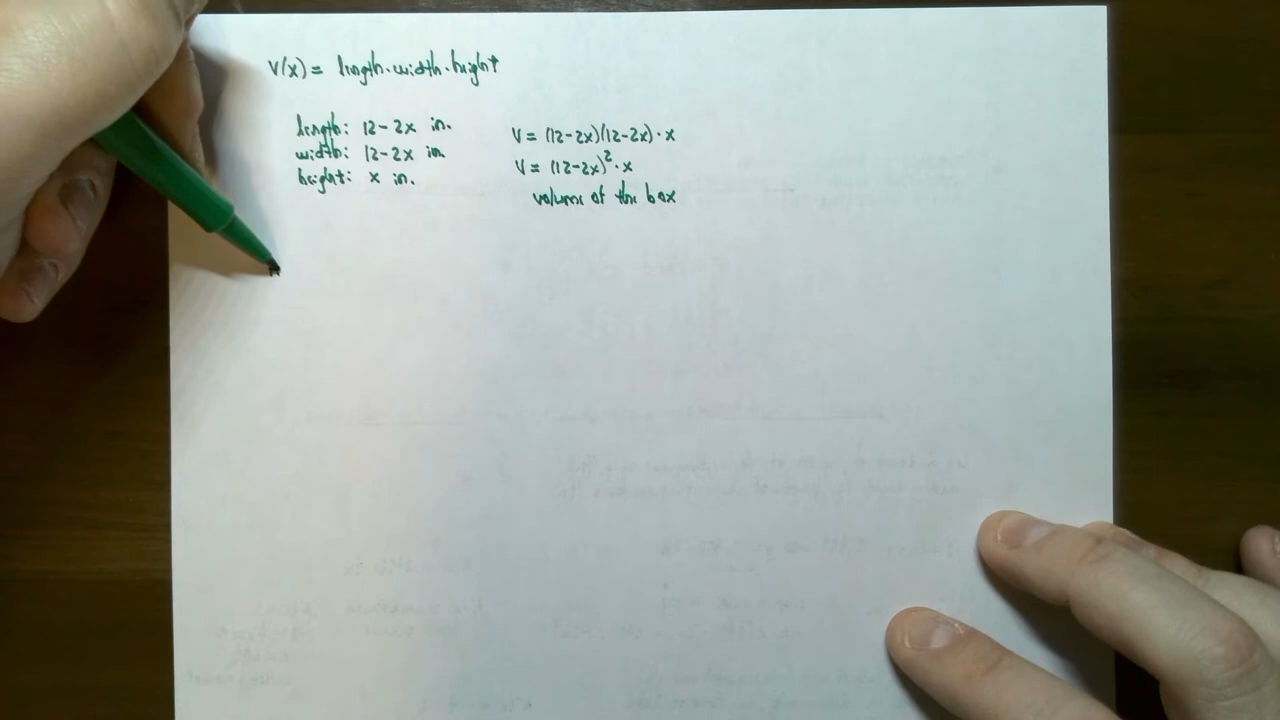 V(x) = length·width·height
length: 12-2x in.
width: 12-2x in.
height: x in.
V = (12-2x)(12-2x)·x
V = (12-2x)²·x
volume of the box